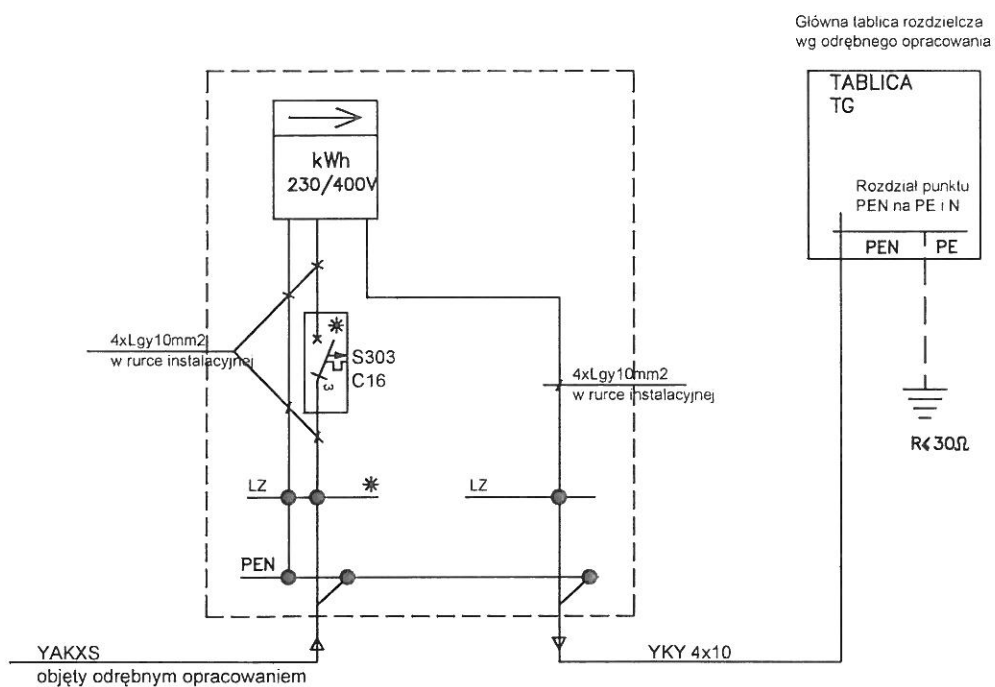 Główna tablica rozdzielcza
wg odrębnego opracowania
TABLICA
TG
kWh
230/400V
Rozdział punktu
PEN na PE i N
PEN
PE
4xLgy10mm2
w rurce instalacyjnej
S303
C16
3
4xLgy10mm2
w rurce instalacyjnej
R≤30Ω
LZ
LZ
PEN
YAKXS
objęty odrębnym opracowaniem
YKY 4x10